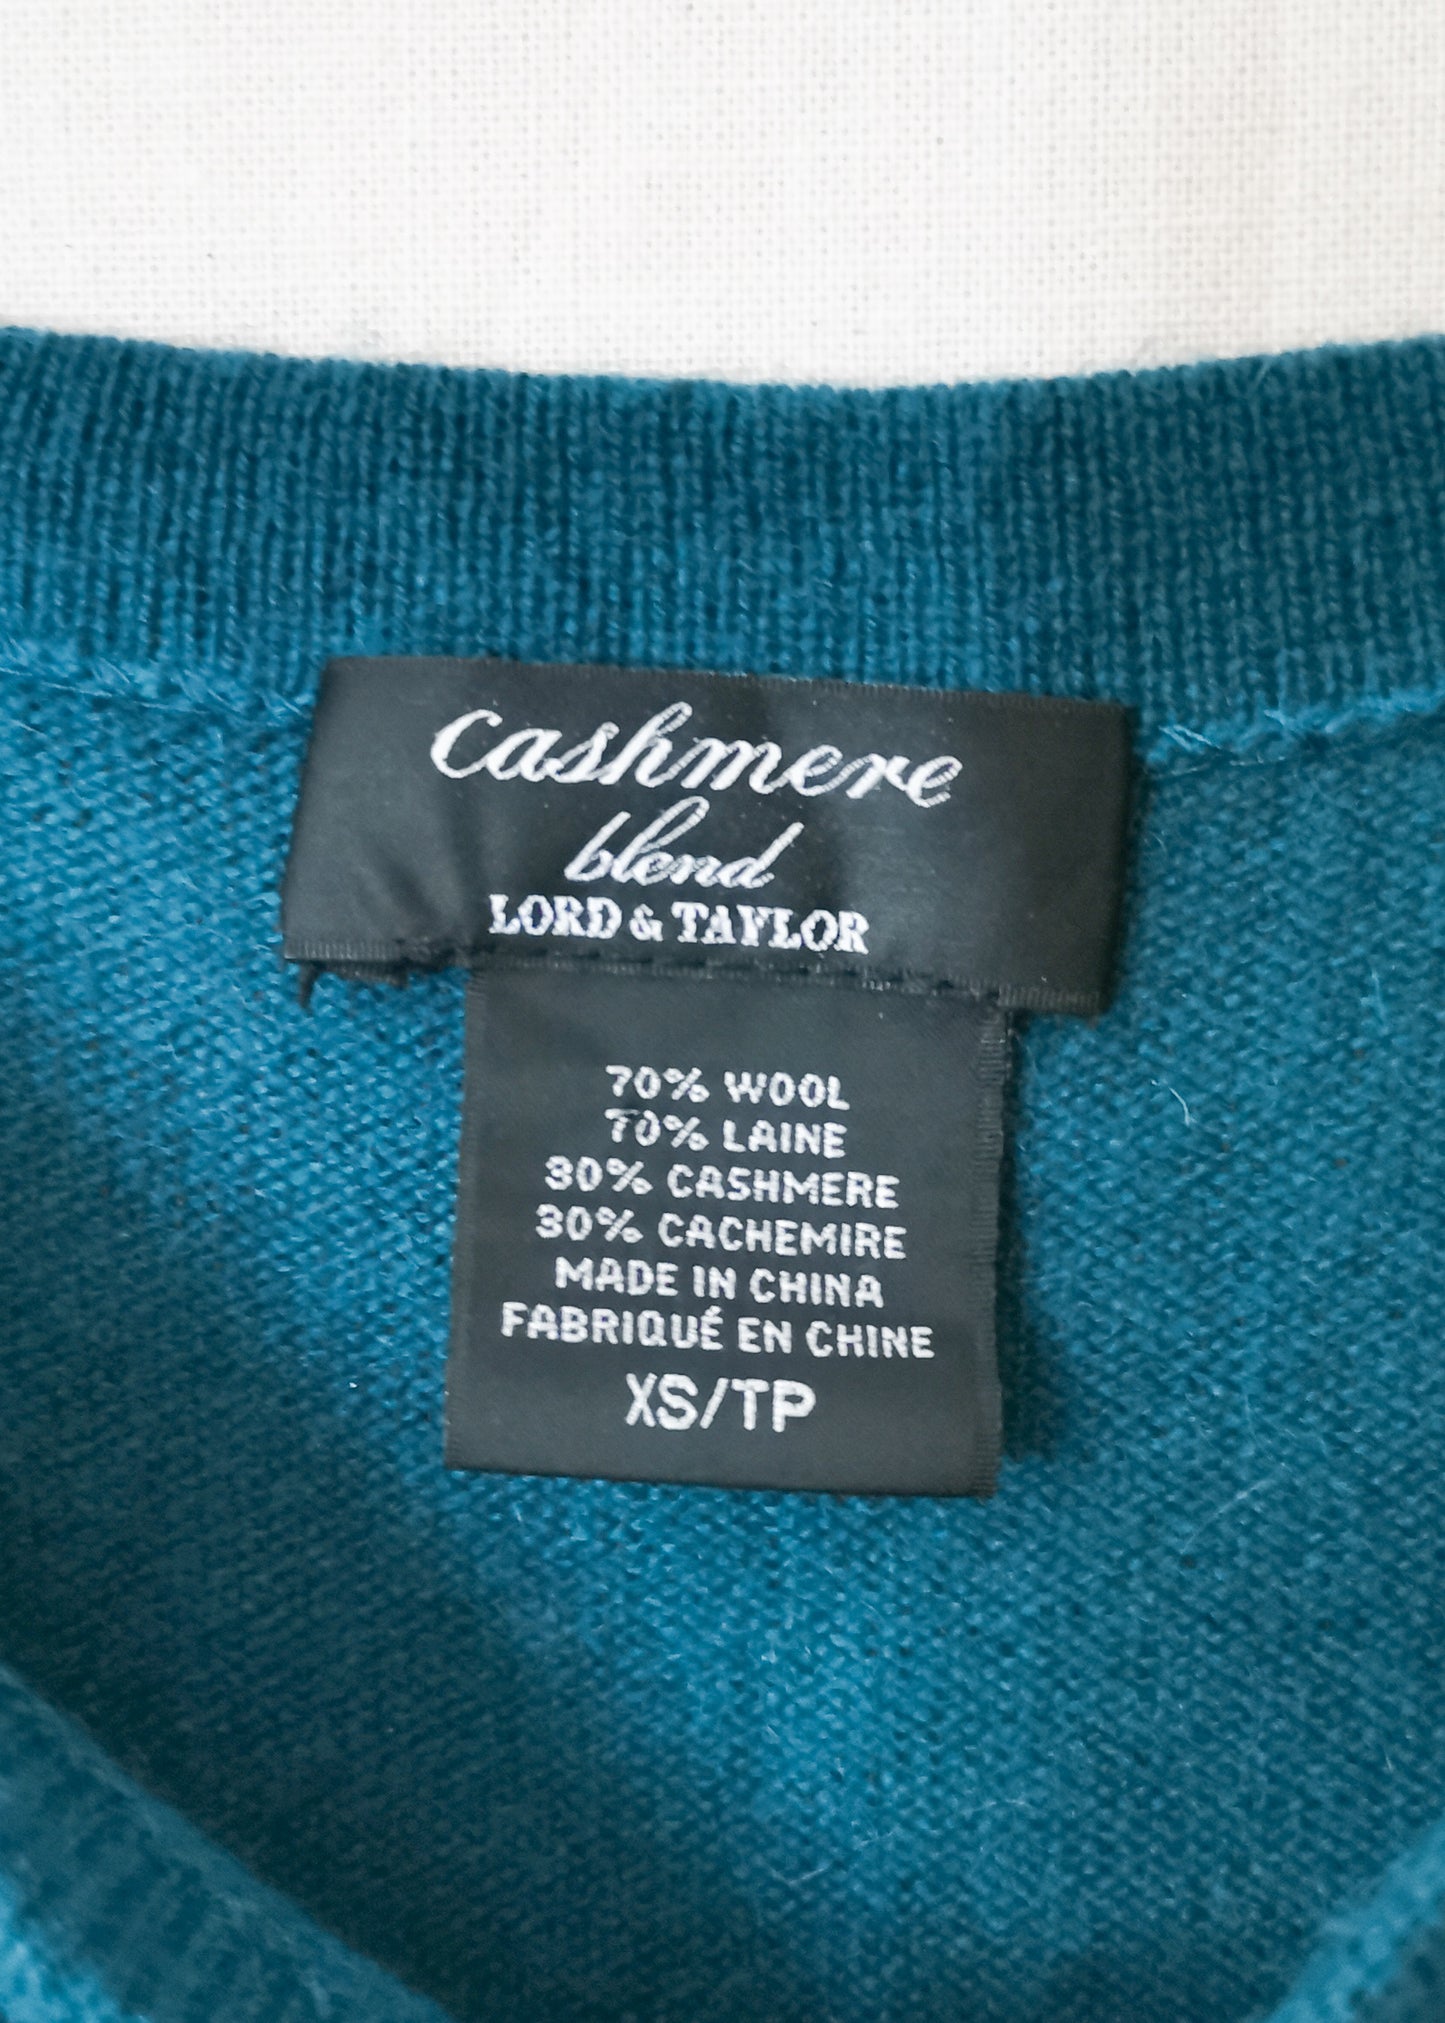 cashmere
blend
LORD & TAYLOR
70% WOOL
70% LAINE
30% CASHMERE
30% CACHEMIRE
MADE IN CHINA
FABRIQUÉ EN CHINE
XS/TP